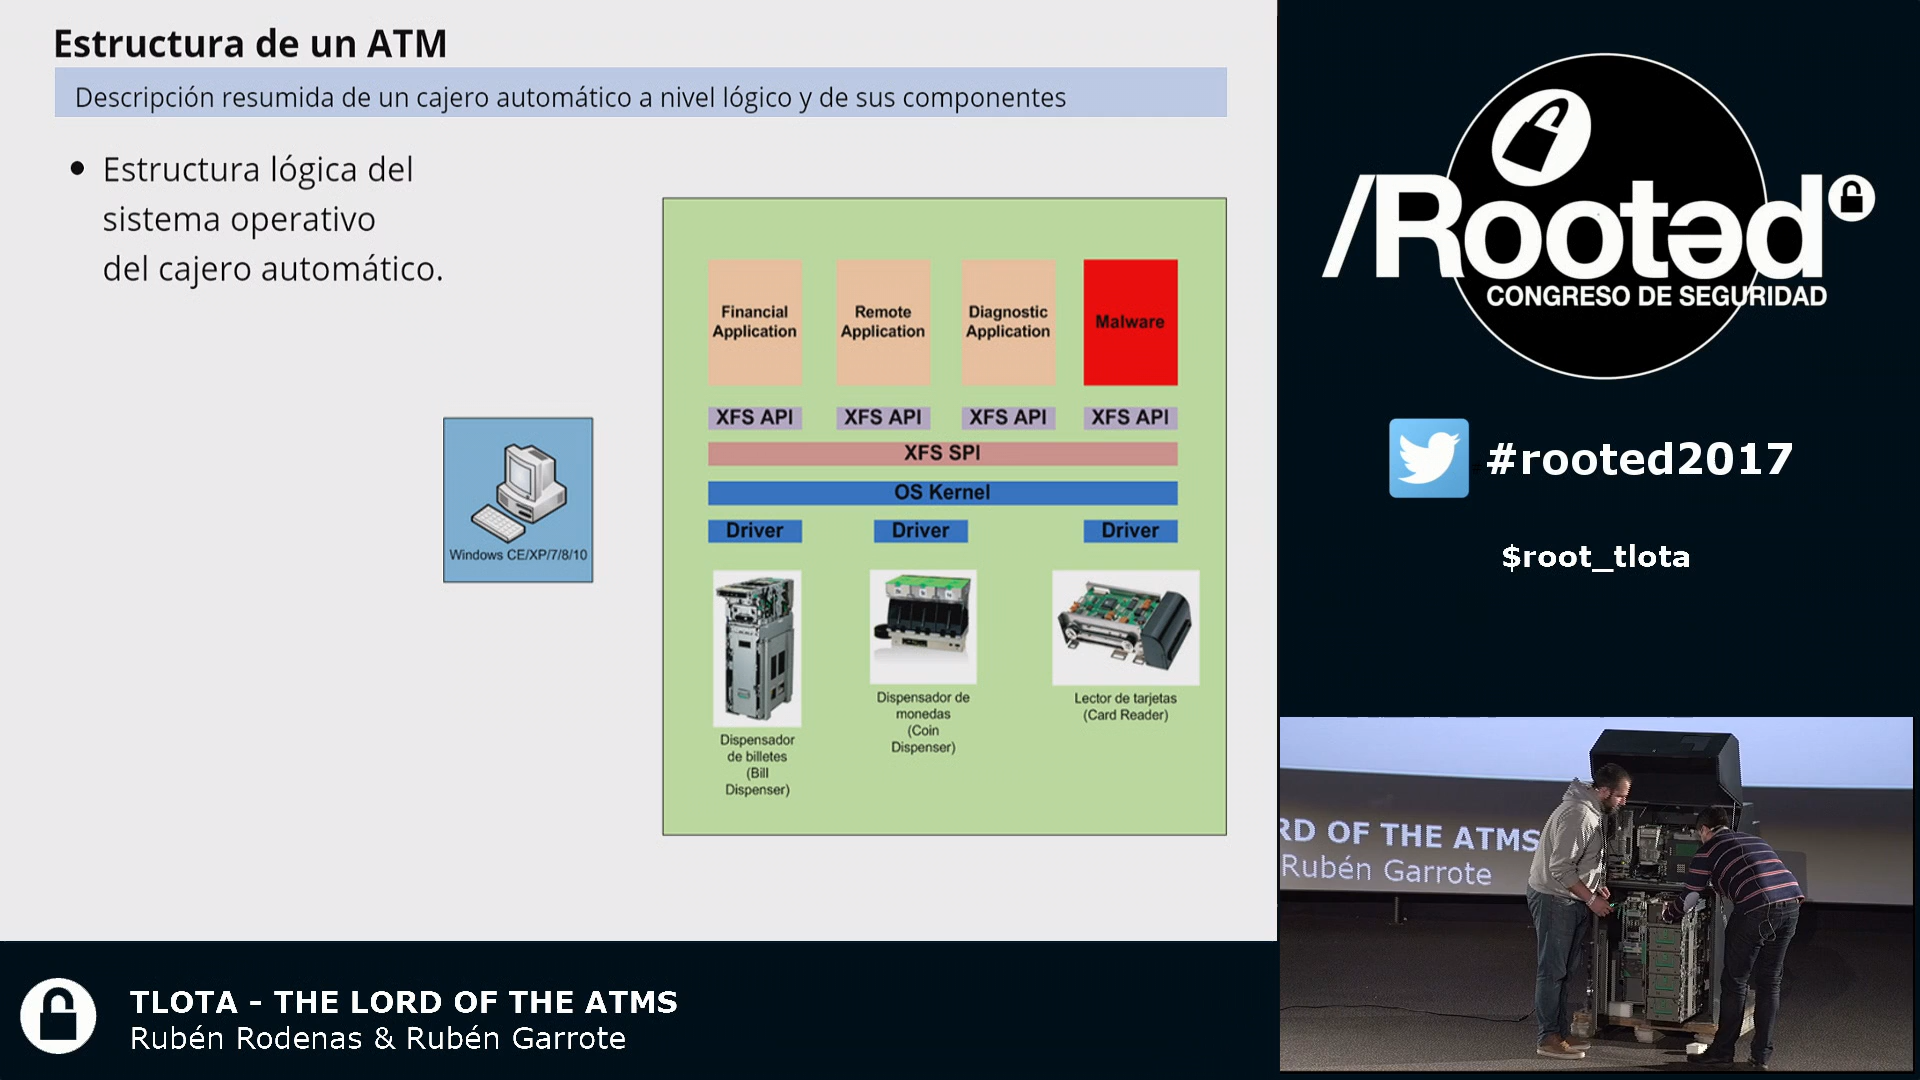 Estructura de un ATM
Descripción resumida de un cajero automático a nivel lógico y de sus componentes
Estructura lógica del
sistema operativo
del cajero automático.
Windows CE/XP/7/8/10
Financial
Application
Remote
Application
Diagnostic
Application
Malware
XFS API
XFS API
XFS API
XFS API
XFS SPI
OS Kernel
Driver
Driver
Driver
Dispensador
de billetes
(Bill
Dispenser)
Dispensador de
monedas
(Coin
Dispenser)
Lector de tarjetas
(Card Reader)
/Rootəd
CONGRESO DE SEGURIDAD
#rooted2017
$root_tlota
RD OF THE ATMS
Rubén Garrote
TLOTA - THE LORD OF THE ATMS
Rubén Rodenas & Rubén Garrote